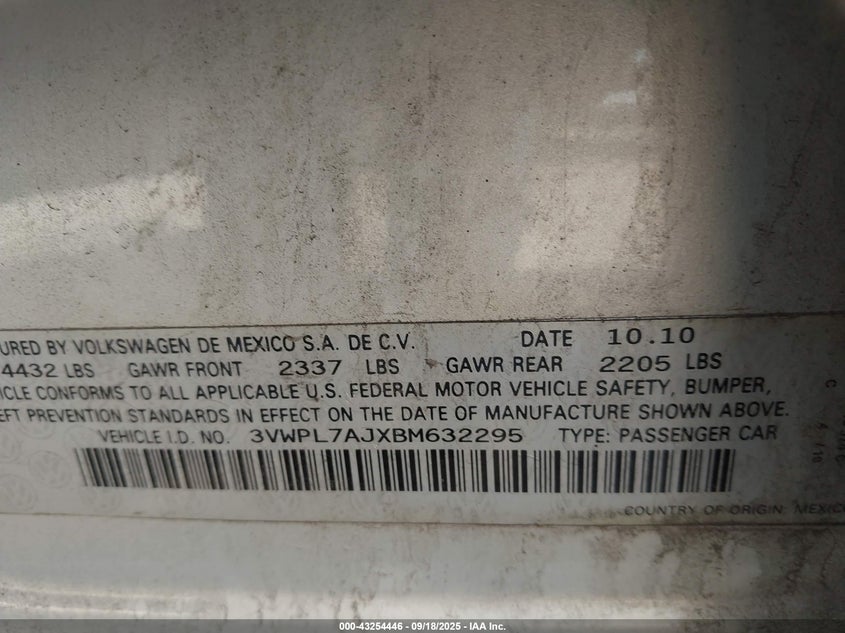 URED BY VOLKSWAGEN DE MEXICO S.A. DE C.V. DATE 10.10
4432 LBS GAWR FRONT 2337 LBS GAWR REAR 2205 LBS
ICLE CONFORMS TO ALL APPLICABLE U.S. FEDERAL MOTOR VEHICLE SAFETY, BUMPER,
EFT PREVENTION STANDARDS IN EFFECT ON THE DATE OF MANUFACTURE SHOWN ABOVE.
VEHICLE I.D. NO. 3VWPL7AJXBM632295 TYPE: PASSENGER CAR
COUNTRY OF ORIGIN: MEXICO
000-43254446 - 09/18/2025 - IAA Inc.